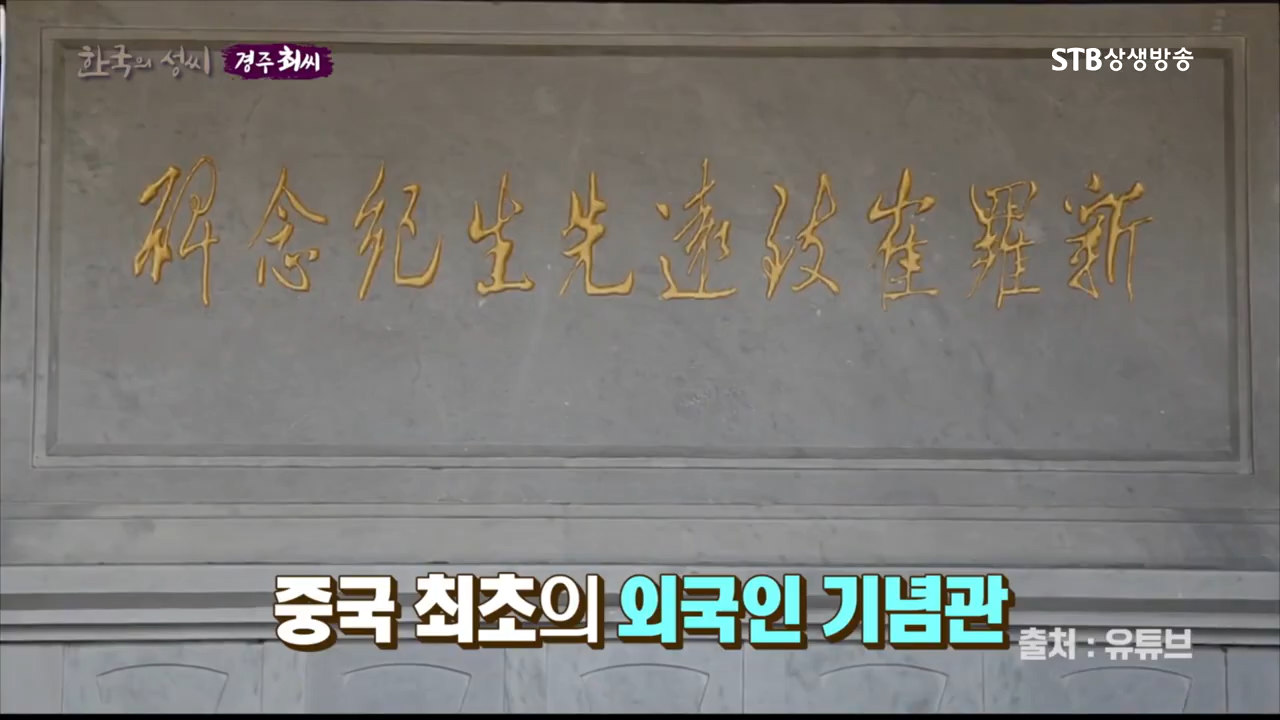 한국의 성씨 경주 최씨
STB상생방송
新羅崔致遠先生紀念碑
중국 최초의 외국인 기념관
출처 : 유튜브